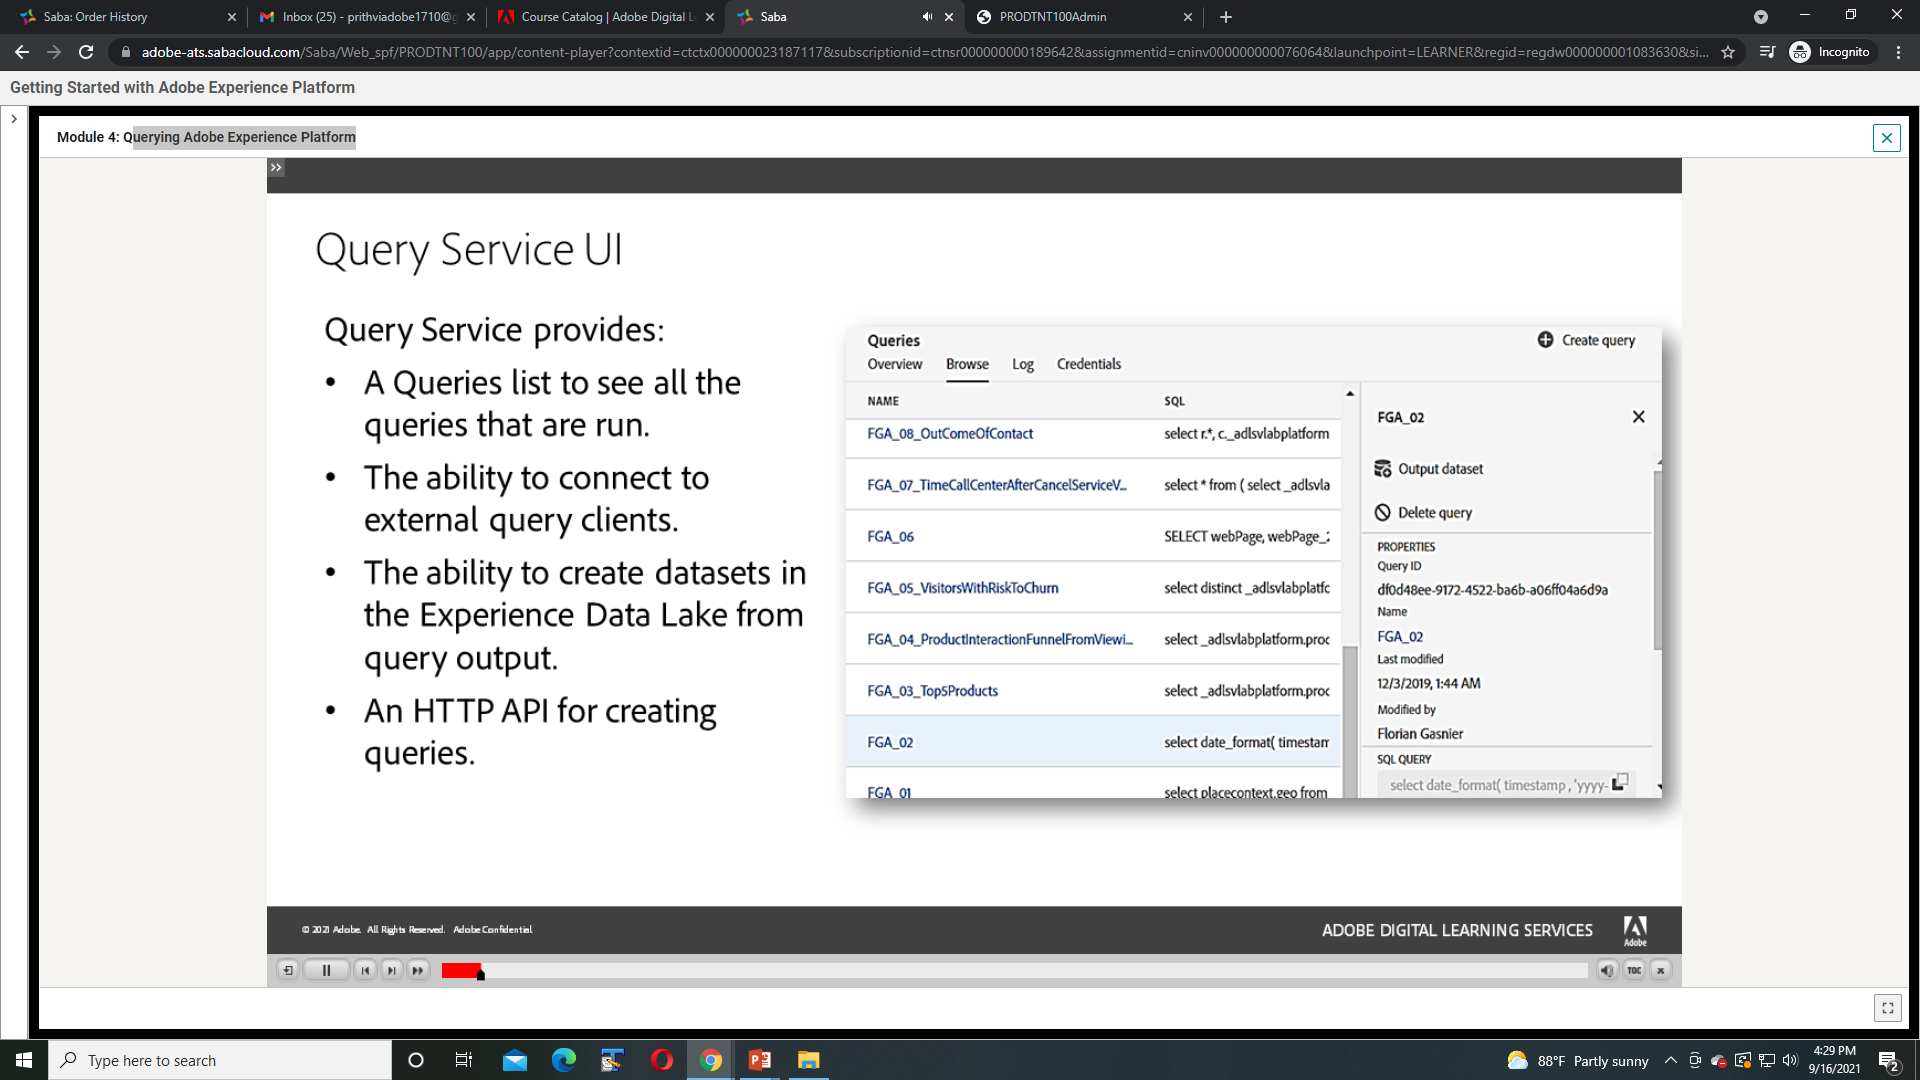 Saba: Order History
Inbox (25) - prithviadobe1710@g
Course Catalog | Adobe Digital L
Saba
PRODTNT100Admin
adobe-ats.sabacloud.com/Saba/Web_spf/PRODTNT100/app/content-player?contextid=ctctx000000023187117&subscriptionid=ctnsr000000000189642&assignmentid=cninv000000000076064&launchpoint=LEARNER&regid=regdw000000001083630&si...
Incognito
Getting Started with Adobe Experience Platform
Module 4: Querying Adobe Experience Platform
Query Service UI
Query Service provides:
• A Queries list to see all the
queries that are run.
• The ability to connect to
external query clients.
• The ability to create datasets in
the Experience Data Lake from
query output.
• An HTTP API for creating
queries.
Queries
Create query
Overview Browse Log Credentials
NAME SQL
FGA_08_OutComeOfContact select r.*, c._adlsvlabplatform
FGA_07_TimeCallCenterAfterCancelServiceV... select * from ( select _adlsvla
FGA_06 SELECT webPage, webPage_2
FGA_05_VisitorsWithRiskToChurn select distinct _adlsvlabplatfc
FGA_04_ProductInteractionFunnelFromViewi... select _adlsvlabplatform.proc
FGA_03_Top5Products select _adlsvlabplatform.proc
FGA_02 select date_format( timestam
FGA_01 select placecontext.geo from
FGA_02
Output dataset
Delete query
PROPERTIES
Query ID
df0d48ee-9172-4522-ba6b-a06ff04a6d9a
Name
FGA_02
Last modified
12/3/2019, 1:44 AM
Modified by
Florian Gasnier
SQL QUERY
select date_format( timestamp , 'yyyy-
© 2021 Adobe. All Rights Reserved. Adobe Confidential
ADOBE DIGITAL LEARNING SERVICES
Adobe
TOC
Type here to search
88°F Partly sunny
4:29 PM
9/16/2021
2